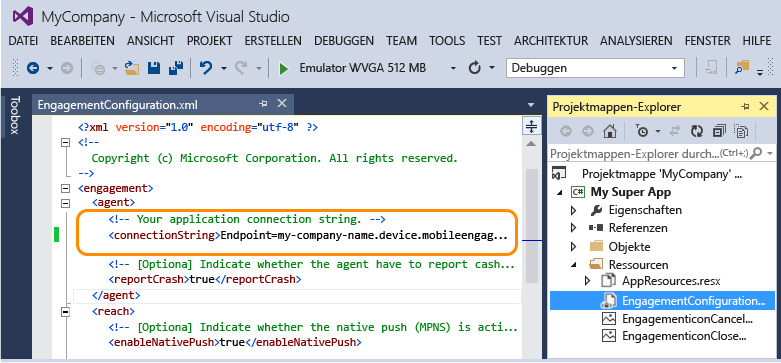 MyCompany - Microsoft Visual Studio
DATEI BEARBEITEN ANSICHT PROJEKT ERSTELLEN DEBUGGEN TEAM TOOLS TEST ARCHITEKTUR ANALYSIEREN FENSTER HILFE
Emulator WVGA 512 MB Debuggen
Toolbox
EngagementConfiguration.xml
<?xml version="1.0" encoding="utf-8" ?>
<!--
Copyright (c) Microsoft Corporation. All rights reserved.
-->
<engagement>
<agent>
<!-- Your application connection string. -->
<connectionString>Endpoint=my-company-name.device.mobileengag...
<!-- [Optiona] Indicate whether the agent have to report cash...
<reportCrash>true</reportCrash>
</agent>
<reach>
<!-- [Optiona] Indicate whether the native push (MPNS) is acti...
<enableNativePush>true</enableNativePush>
Projektmappen-Explorer
Projektmappen-Explorer durch...(Ctrl+;)
Projektmappe 'MyCompany' ...
My Super App
Eigenschaften
Referenzen
Objekte
Ressourcen
AppResources.resx
EngagementConfiguration...
EngagementiconCancel...
EngagementiconClose...